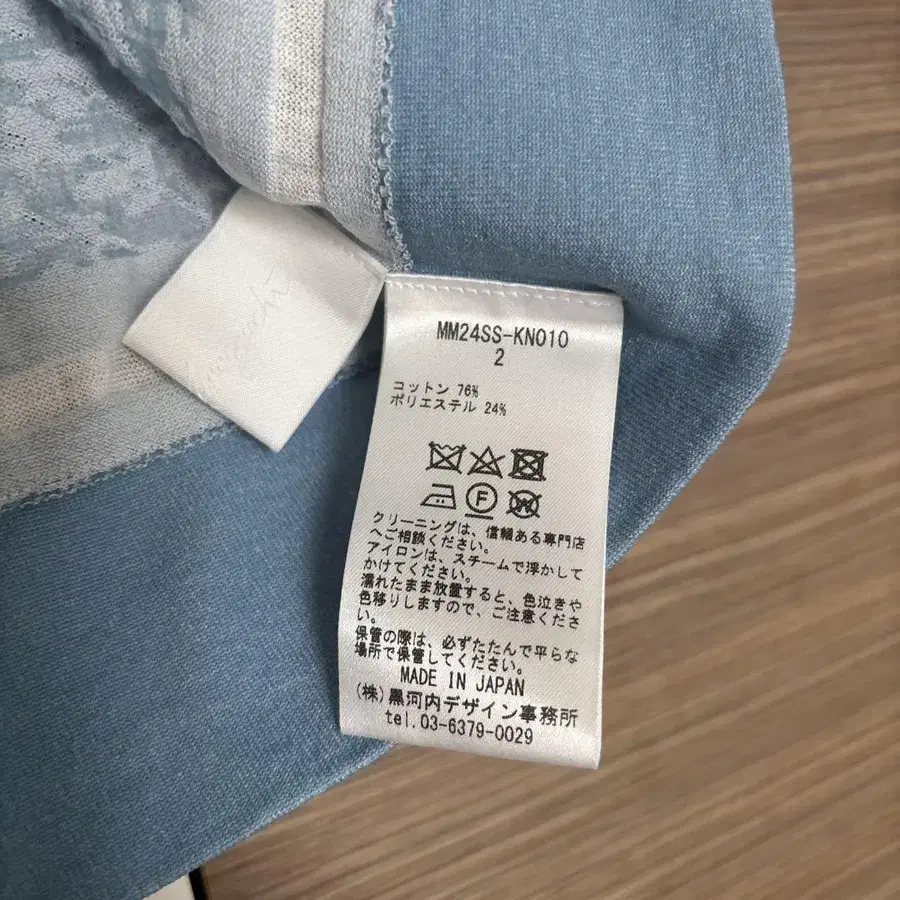 MM24SS-KN010
2
コットン 76%
ポリエステル 24%
F
W
クリーニングは、信頼ある専門店
へご相談ください。
アイロンは、スチームで浮かして
かけてください。
濡れたまま放置すると、色泣きや
色移りしますので、ご注意くださ
い。
保管の際は、必ずたたんで平らな
場所で保管してください。
MADE IN JAPAN
(株)黒河内デザイン事務所
tel.03-6379-0029